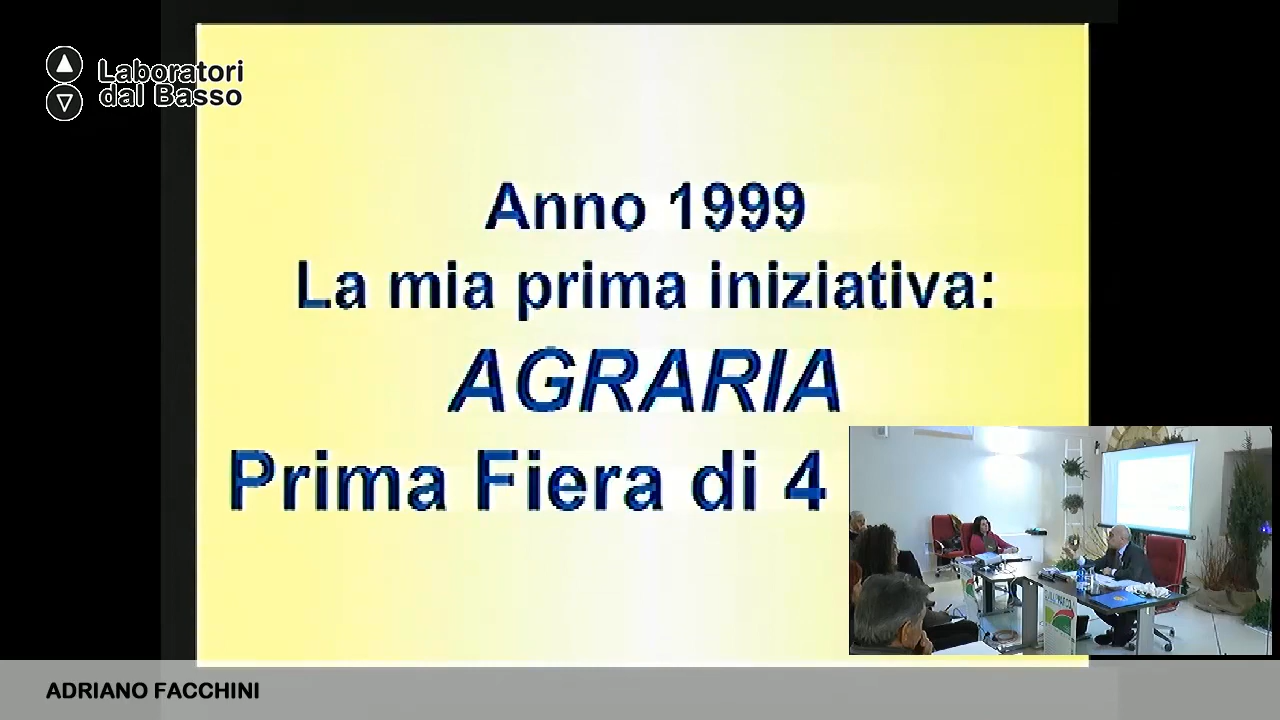 Laboratori
dal Basso
Anno 1999
La mia prima iniziativa:
AGRARIA
Prima Fiera di 4
ADRIANO FACCHINI